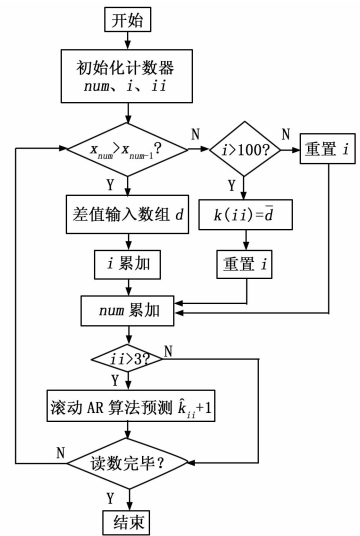 开始
初始化计数器
num、i、ii
x_num>x_num-1?
N
i>100?
N
重置 i
Y
Y
差值输入数组 d
k(ii)=d̅
i 累加
重置 i
num 累加
ii>3?
N
Y
滚动 AR 算法预测 k̂_ii+1
N
读数完毕?
Y
结束